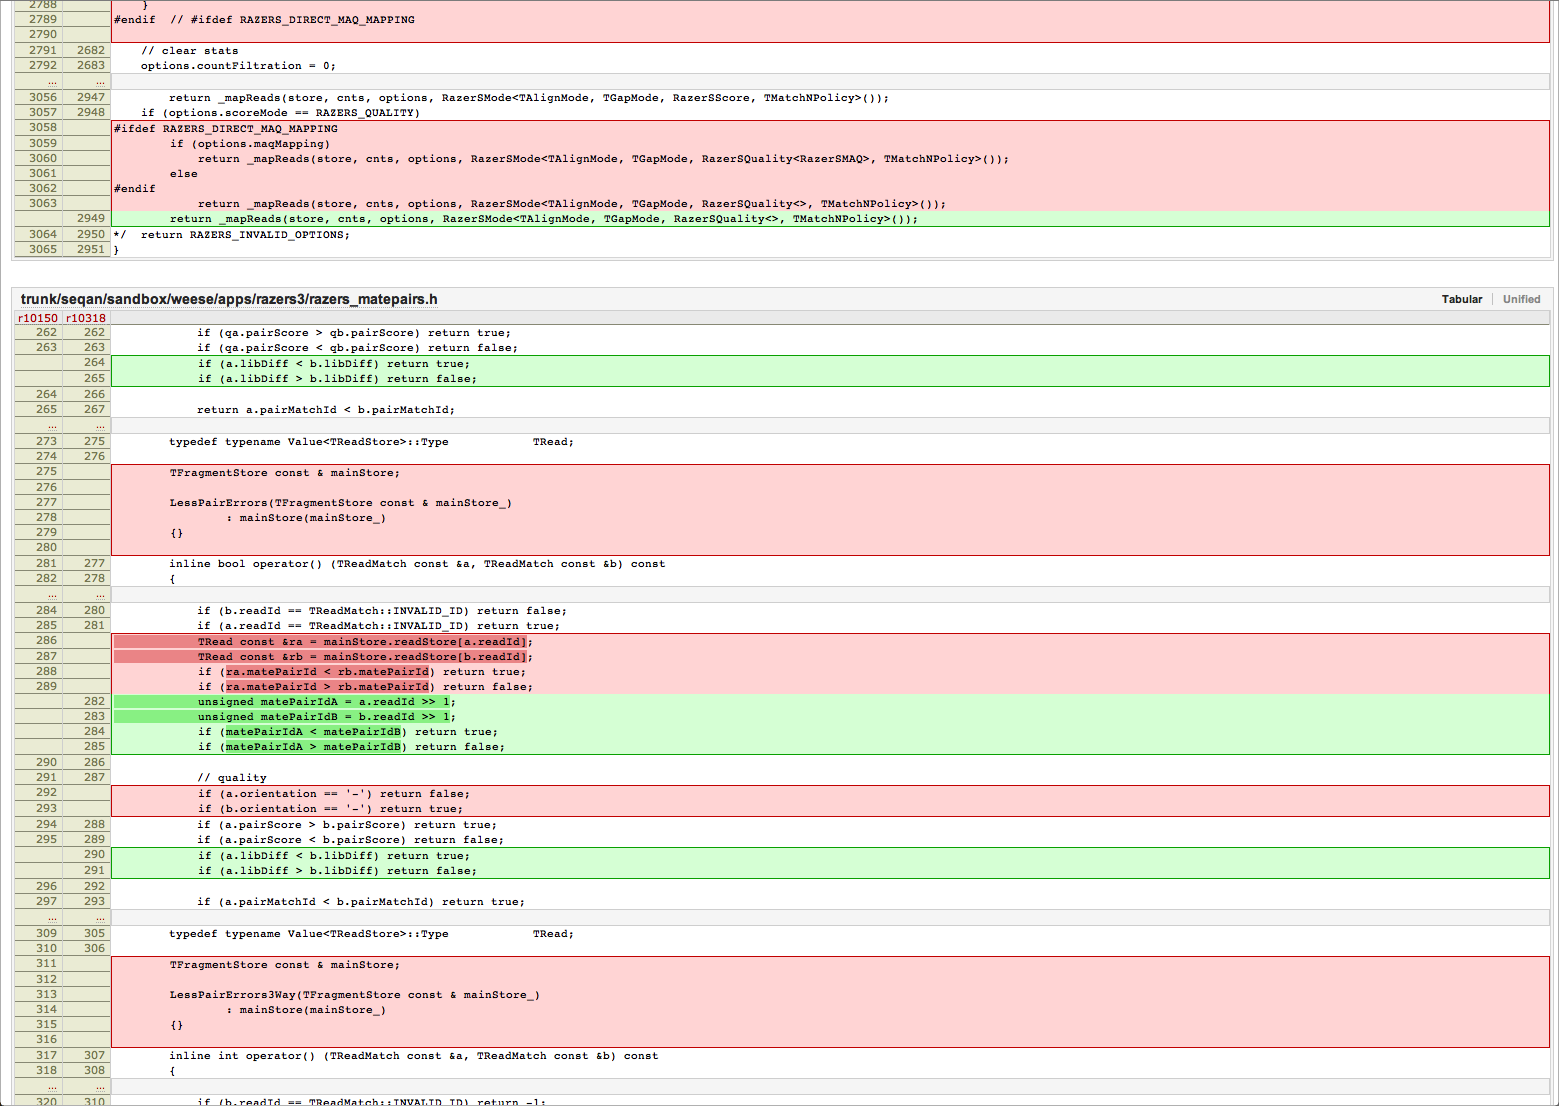 2788 }
2789 #endif // #ifdef RAZERS_DIRECT_MAQ_MAPPING
2790
2791 2682 // clear stats
2792 2683 options.countFiltration = 0;
... ...
3056 2947 return _mapReads(store, cnts, options, RazerSMode<TAlignMode, TGapMode, RazerSScore, TMatchNPolicy>());
3057 2948 if (options.scoreMode == RAZERS_QUALITY)
3058 #ifdef RAZERS_DIRECT_MAQ_MAPPING
3059 if (options.maqMapping)
3060 return _mapReads(store, cnts, options, RazerSMode<TAlignMode, TGapMode, RazerSQuality<RazerSMAQ>, TMatchNPolicy>());
3061 else
3062 #endif
3063 return _mapReads(store, cnts, options, RazerSMode<TAlignMode, TGapMode, RazerSQuality<>, TMatchNPolicy>());
2949 return _mapReads(store, cnts, options, RazerSMode<TAlignMode, TGapMode, RazerSQuality<>, TMatchNPolicy>());
3064 2950 */ return RAZERS_INVALID_OPTIONS;
3065 2951 }
trunk/seqan/sandbox/weese/apps/razers3/razers_matepairs.h Tabular Unified
r10150 r10318
262 262 if (qa.pairScore > qb.pairScore) return true;
263 263 if (qa.pairScore < qb.pairScore) return false;
264 if (a.libDiff < b.libDiff) return true;
265 if (a.libDiff > b.libDiff) return false;
264 266
265 267 return a.pairMatchId < b.pairMatchId;
... ...
273 275 typedef typename Value<TReadStore>::Type TRead;
274 276
275 TFragmentStore const & mainStore;
276
277 LessPairErrors(TFragmentStore const & mainStore_)
278 : mainStore(mainStore_)
279 {}
280
281 277 inline bool operator() (TReadMatch const &a, TReadMatch const &b) const
282 278 {
... ...
284 280 if (b.readId == TReadMatch::INVALID_ID) return false;
285 281 if (a.readId == TReadMatch::INVALID_ID) return true;
286 TRead const &ra = mainStore.readStore[a.readId];
287 TRead const &rb = mainStore.readStore[b.readId];
288 if (ra.matePairId < rb.matePairId) return true;
289 if (ra.matePairId > rb.matePairId) return false;
282 unsigned matePairIdA = a.readId >> 1;
283 unsigned matePairIdB = b.readId >> 1;
284 if (matePairIdA < matePairIdB) return true;
285 if (matePairIdA > matePairIdB) return false;
290 286
291 287 // quality
292 if (a.orientation == '-') return false;
293 if (b.orientation == '-') return true;
294 288 if (a.pairScore > b.pairScore) return true;
295 289 if (a.pairScore < b.pairScore) return false;
290 if (a.libDiff < b.libDiff) return true;
291 if (a.libDiff > b.libDiff) return false;
296 292
297 293 if (a.pairMatchId < b.pairMatchId) return true;
... ...
309 305 typedef typename Value<TReadStore>::Type TRead;
310 306
311 TFragmentStore const & mainStore;
312
313 LessPairErrors3Way(TFragmentStore const & mainStore_)
314 : mainStore(mainStore_)
315 {}
316
317 307 inline int operator() (TReadMatch const &a, TReadMatch const &b) const
318 308 {
... ...
320 310 if (b.readId == TReadMatch::INVALID_ID) return -1;